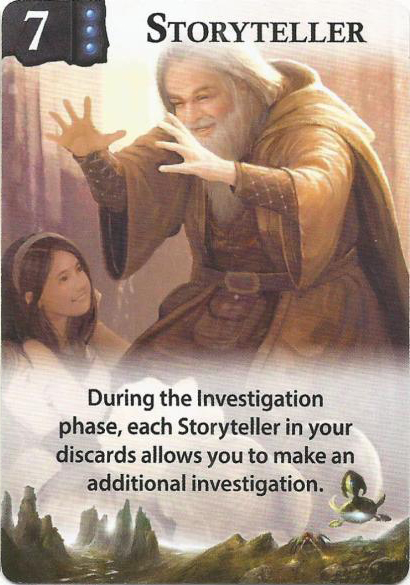 7
STORYTELLER
During the Investigation
phase, each Storyteller in your
discards allows you to make an
additional investigation.